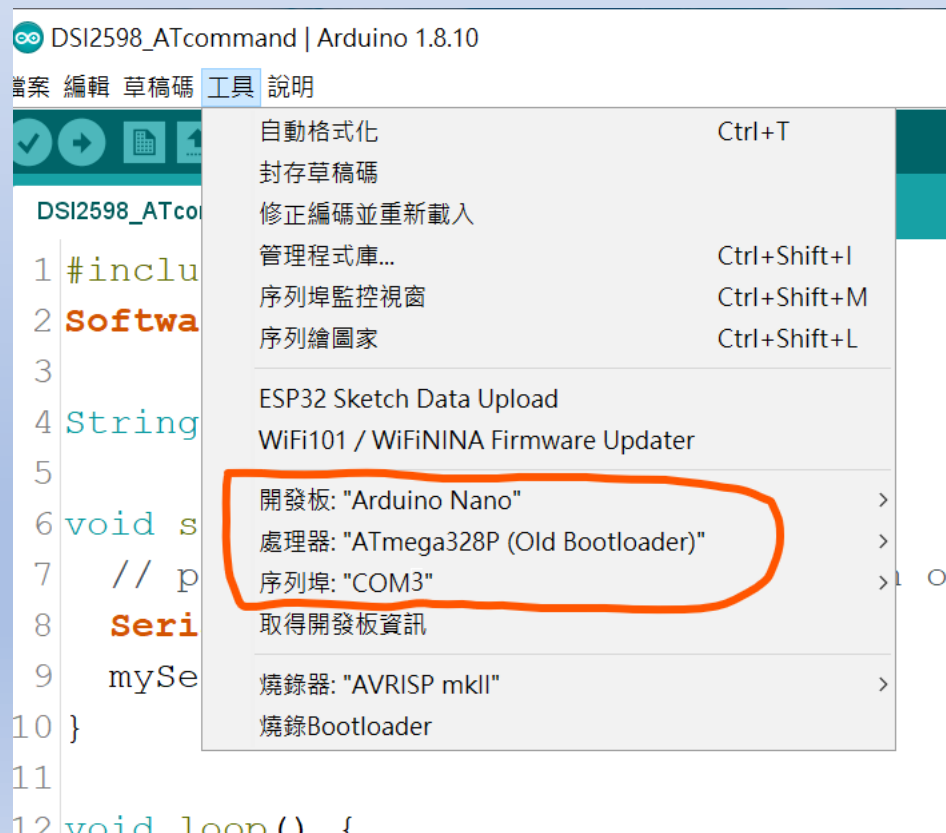 DSI2598_ATcommand | Arduino 1.8.10
檔案 編輯 草稿碼 工具 說明
自動格式化 Ctrl+T
封存草稿碼
修正編碼並重新載入
管理程式庫... Ctrl+Shift+I
序列埠監控視窗 Ctrl+Shift+M
序列繪圖家 Ctrl+Shift+L
ESP32 Sketch Data Upload
WiFi101 / WiFiNINA Firmware Updater
開發板: "Arduino Nano"
處理器: "ATmega328P (Old Bootloader)"
序列埠: "COM3"
取得開發板資訊
燒錄器: "AVRISP mkII"
燒錄Bootloader
DSI2598_ATco
1 #inclu
2 Softwa
3
4 String
5
6 void s
7 // p
8 Seri
9 mySe
10 }
11
12 void loop() {